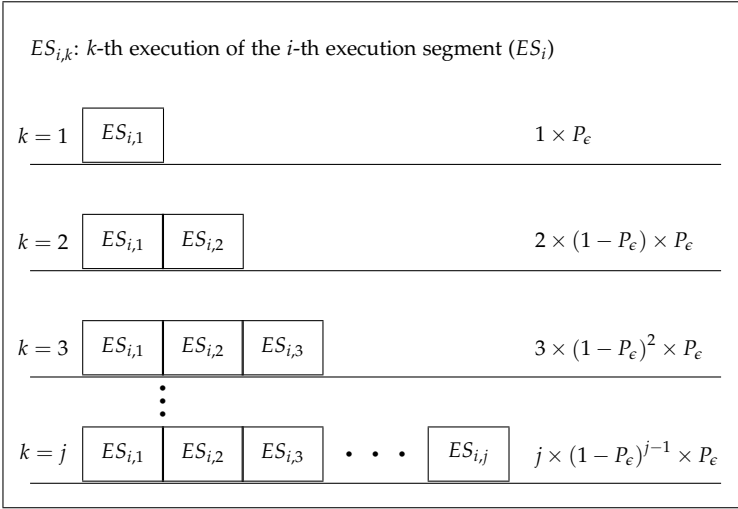 ES_{i,k}: k-th execution of the i-th execution segment (ES_i)
k = 1 ES_{i,1} 1 × P_ϵ
k = 2 ES_{i,1} ES_{i,2} 2 × (1 − P_ϵ) × P_ϵ
k = 3 ES_{i,1} ES_{i,2} ES_{i,3} 3 × (1 − P_ϵ)^2 × P_ϵ
k = j ES_{i,1} ES_{i,2} ES_{i,3} · · · ES_{i,j} j × (1 − P_ϵ)^{j−1} × P_ϵ